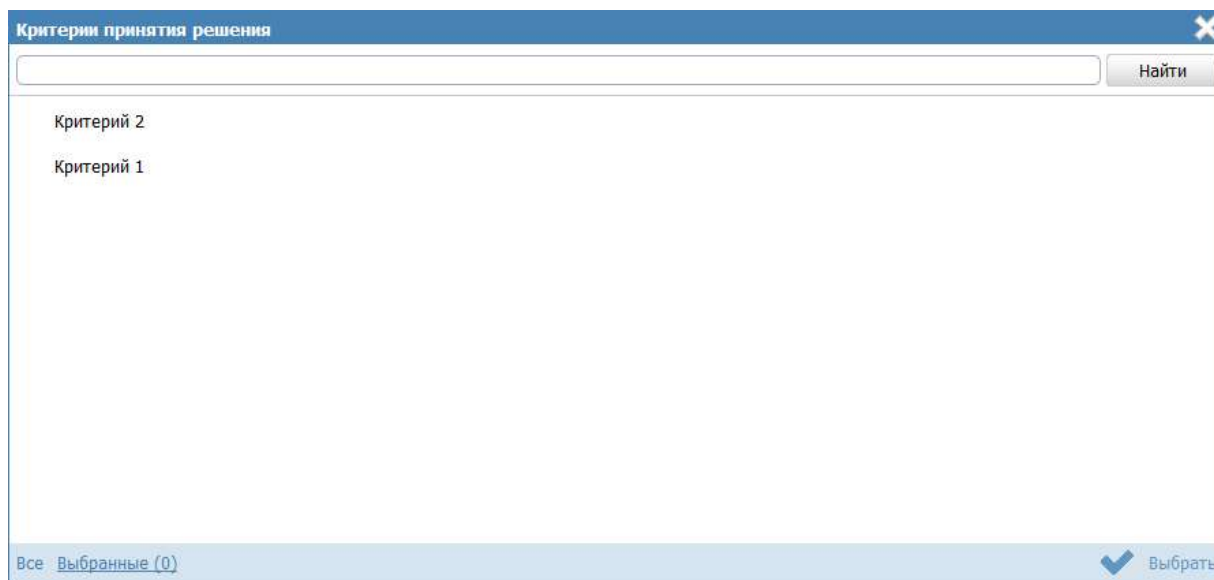 Критерии принятия решения
Найти
Критерий 2
Критерий 1
Все Выбранные (0) Выбрать